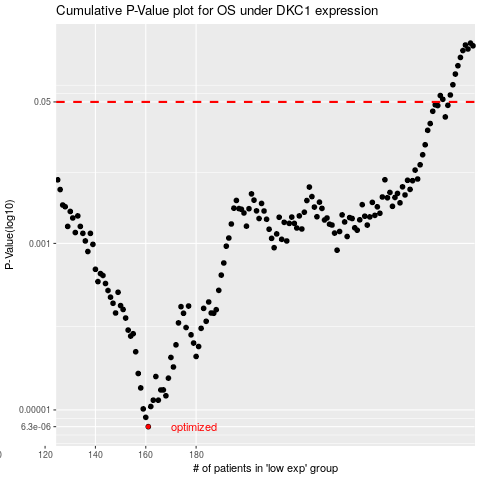 Cumulative P-Value plot for OS under DKC1 expression
P-Value(log10)
0.05
0.001
0.00001
6.3e-06
optimized
0
120
140
160
180
# of patients in 'low exp' group